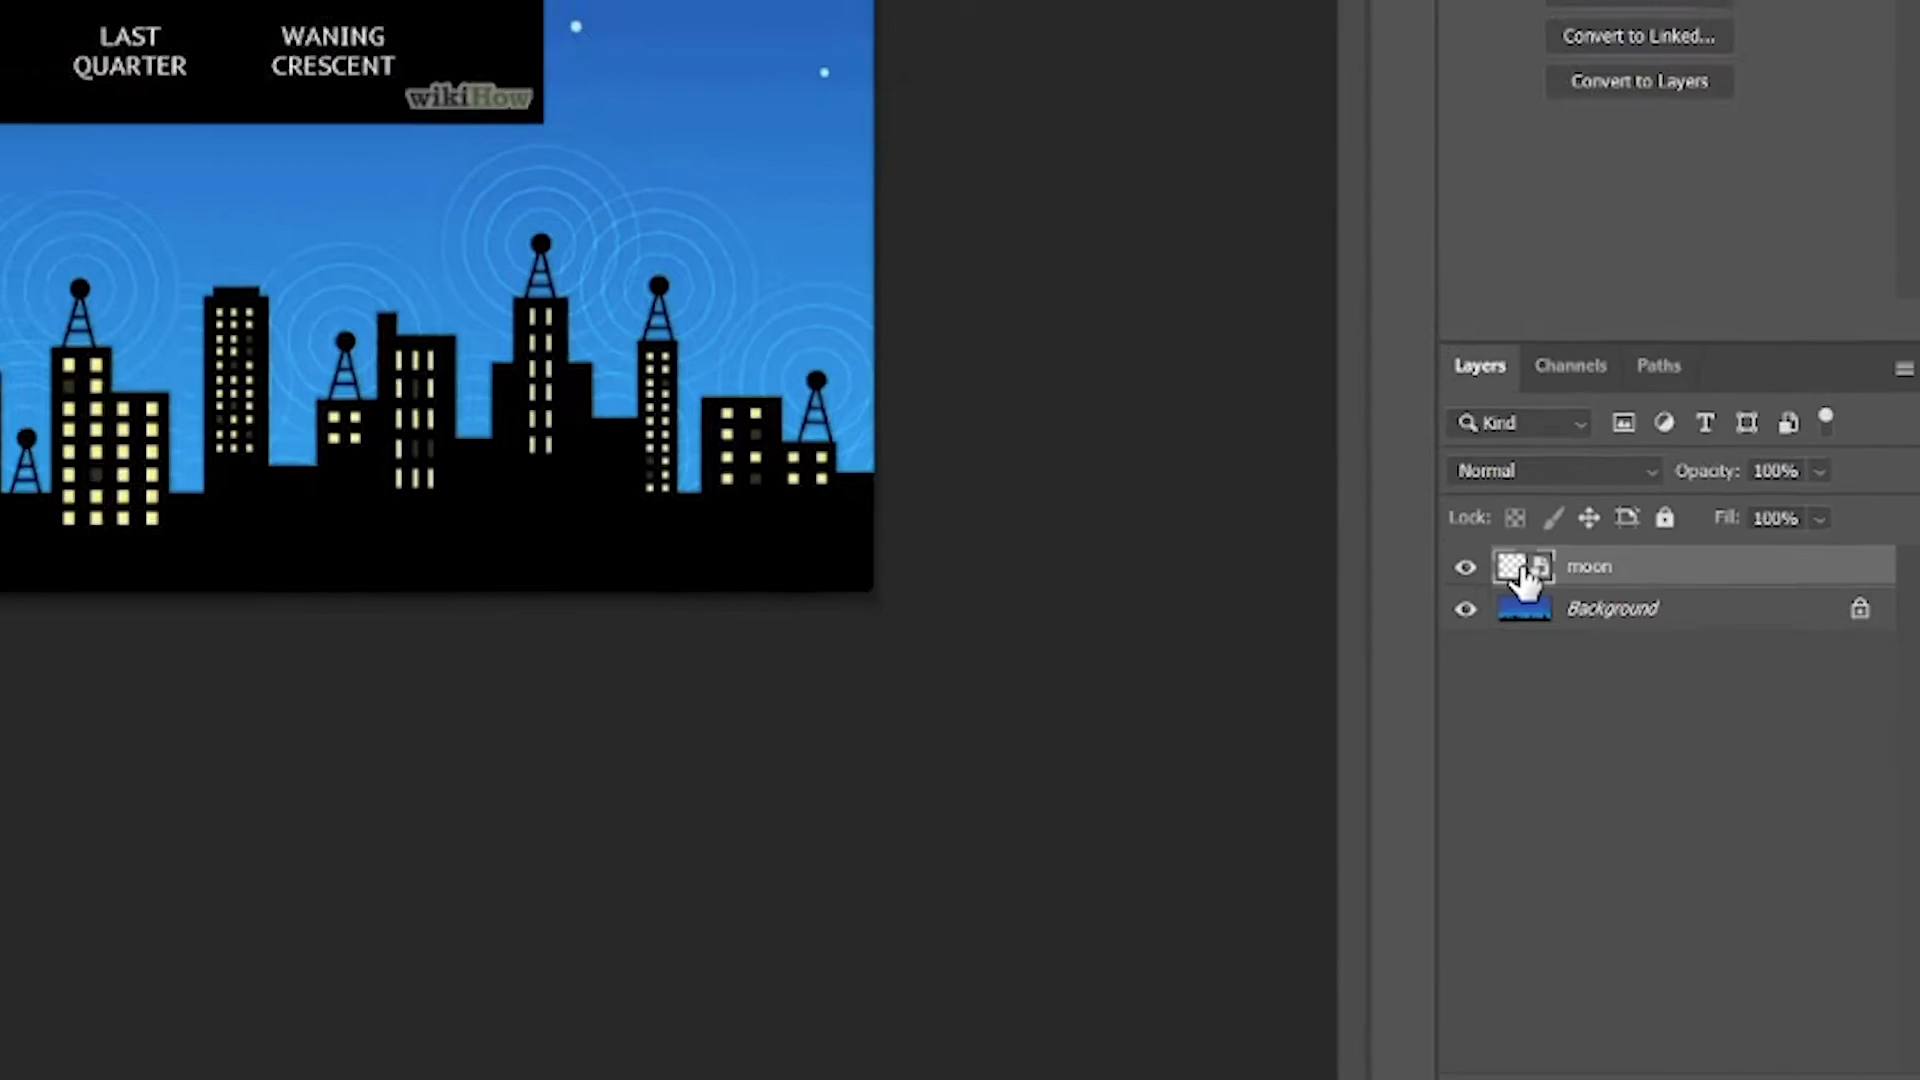 LAST
QUARTER
WANING
CRESCENT
wikiHow
Convert to Linked...
Convert to Layers
Layers
Channels
Paths
Kind
Normal
Opacity: 100%
Lock:
Fill: 100%
moon
Background